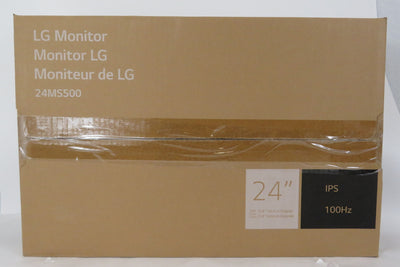 LG Monitor
Monitor LG
Moniteur de LG
24MS500
24"
IPS
100Hz